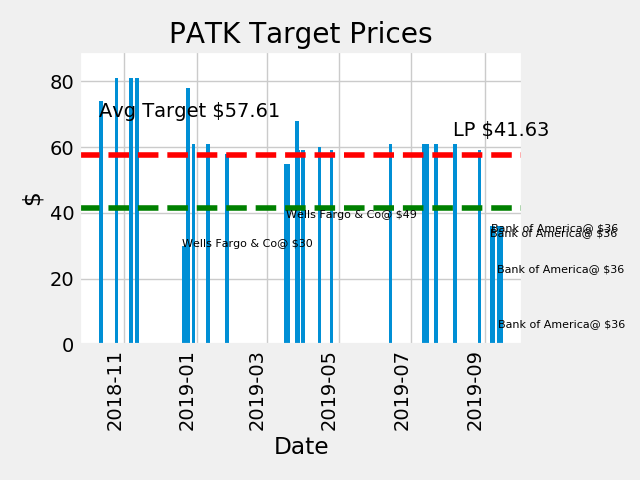 PATK Target Prices
80
60
40
20
0
$
Avg Target $57.61
LP $41.63
Wells Fargo & Co@ $49
Wells Fargo & Co@ $30
Bank of America@ $36
Bank of America@ $36
Bank of America@ $36
Bank of America@ $36
2018-11
2019-01
2019-03
2019-05
2019-07
2019-09
Date